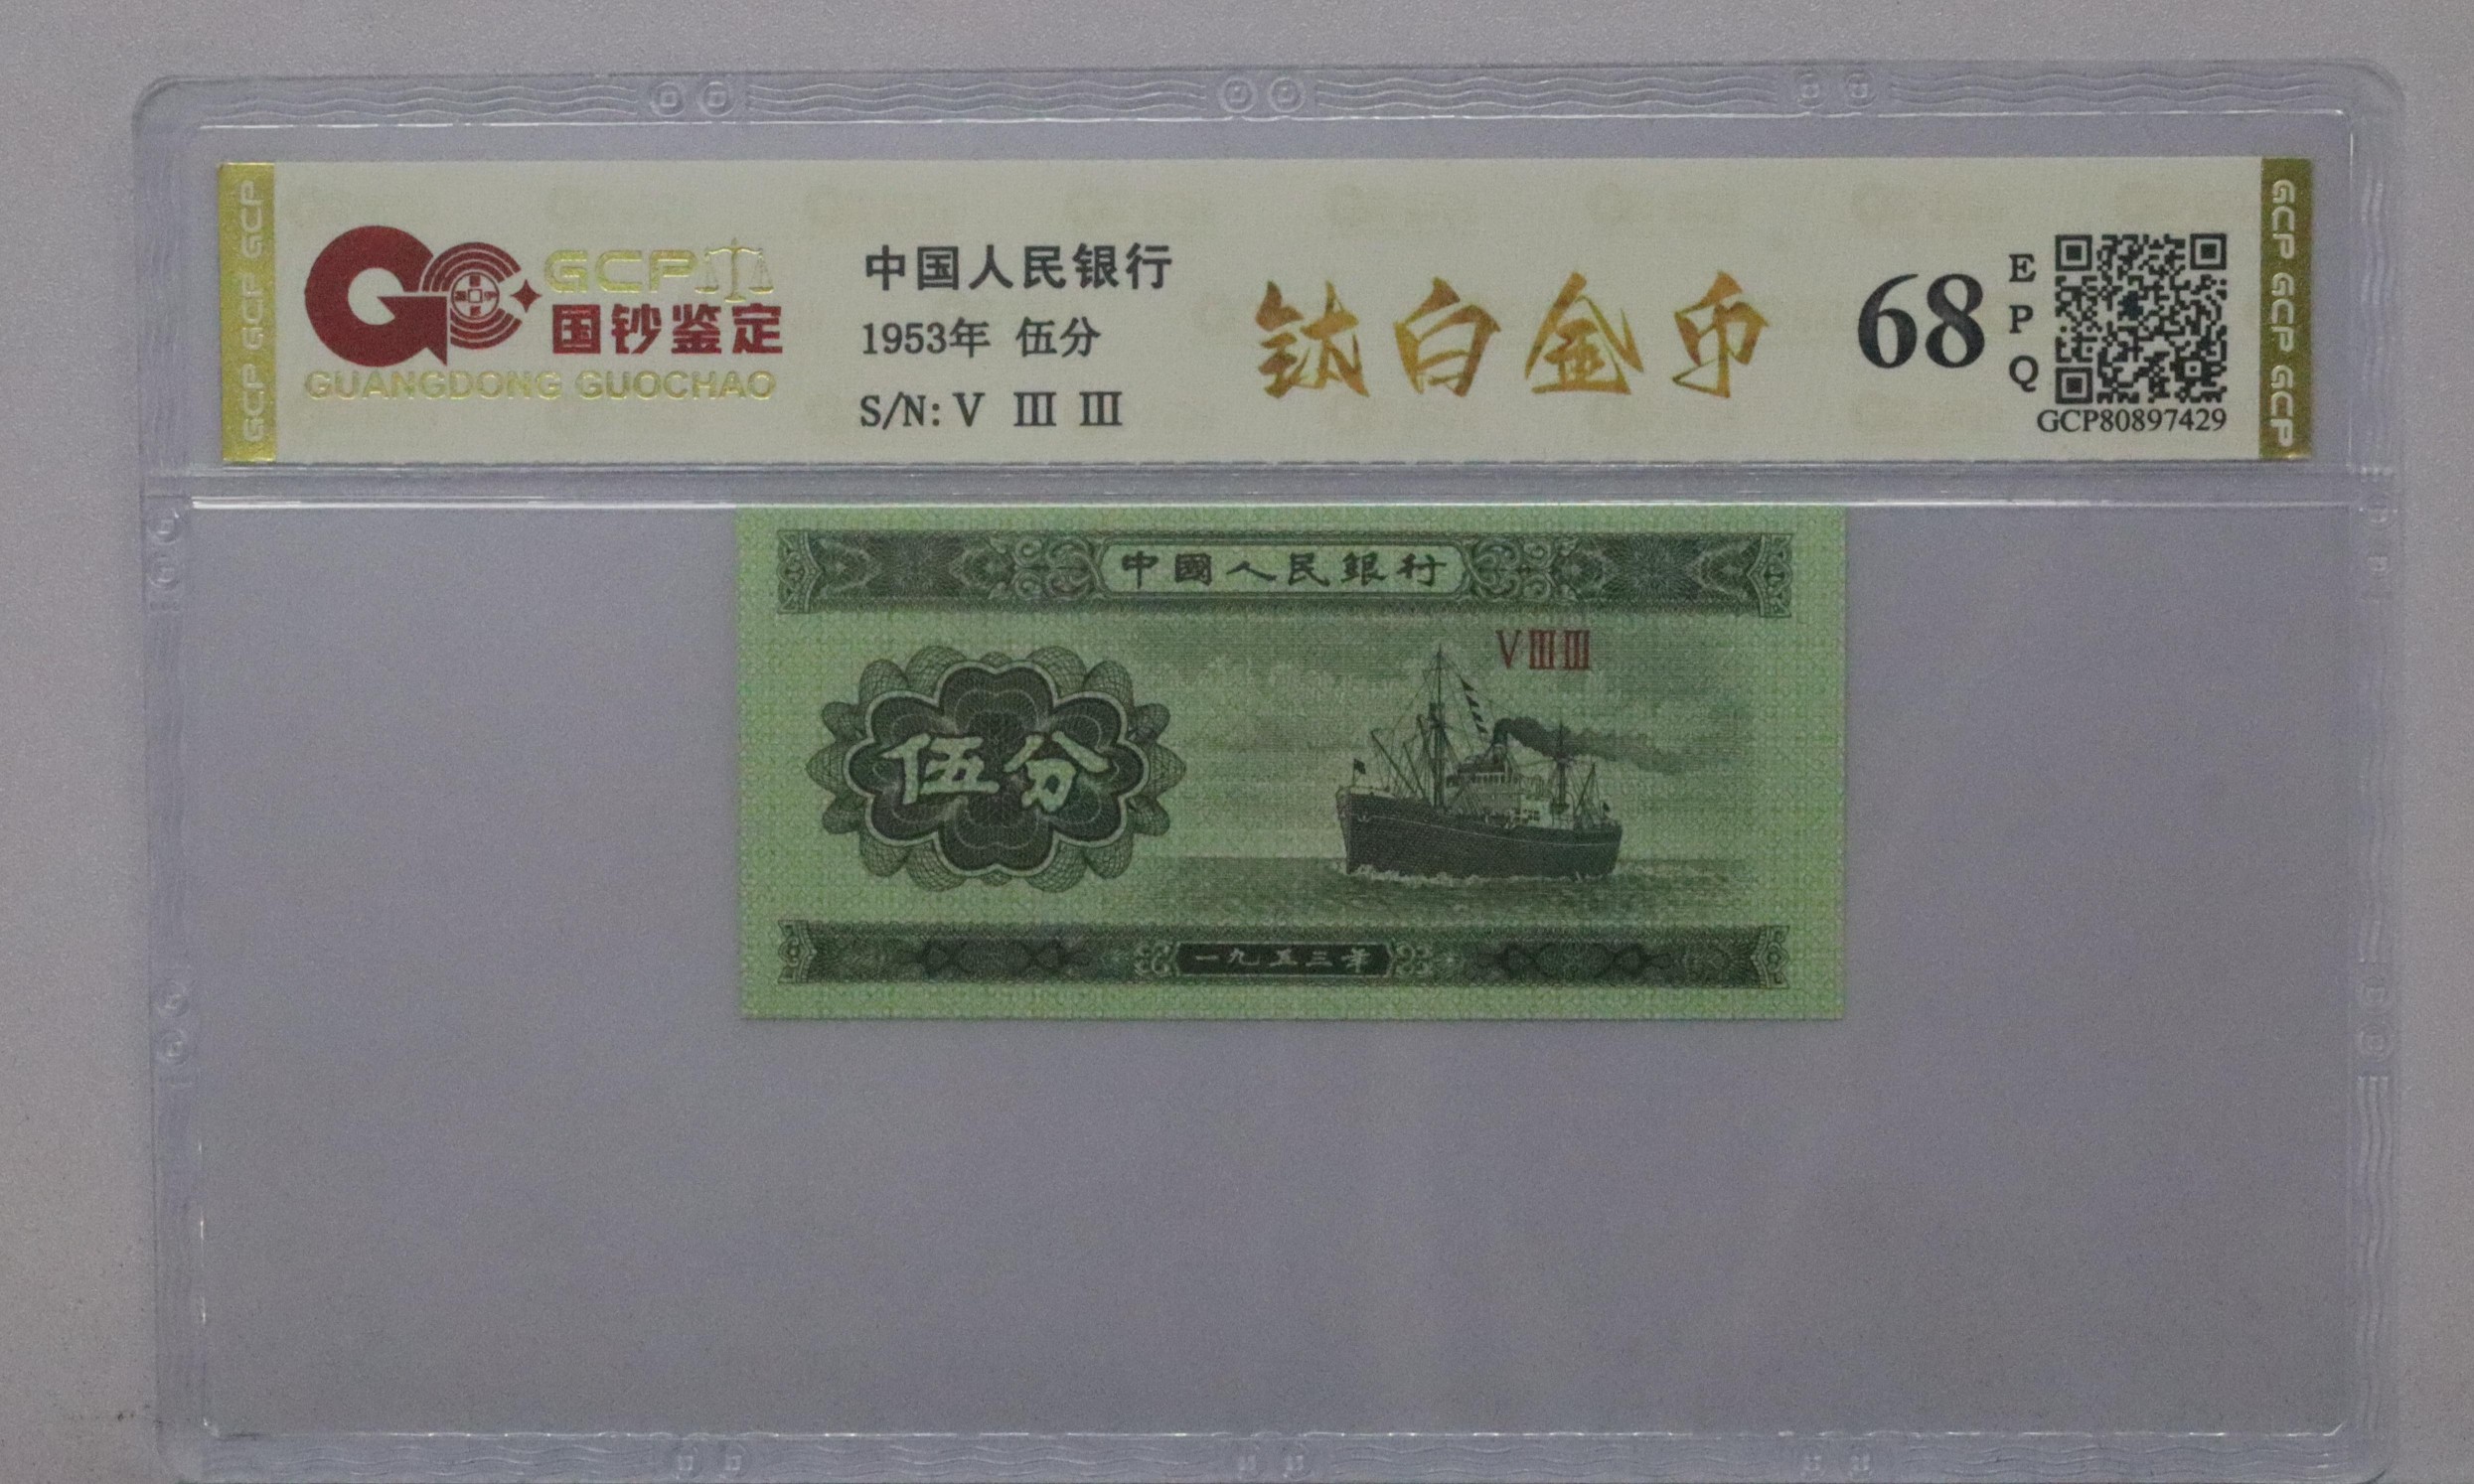 GCP
国钞鉴定
GUANGDONG GUOCHAO
中国人民银行
1953年 伍分
S/N: V III III
钛白金币
68
E
P
Q
GCP80897429
GCP GCP GCP
GCP GCP GCP
中國人民銀行
V III III
伍分
一九五三年